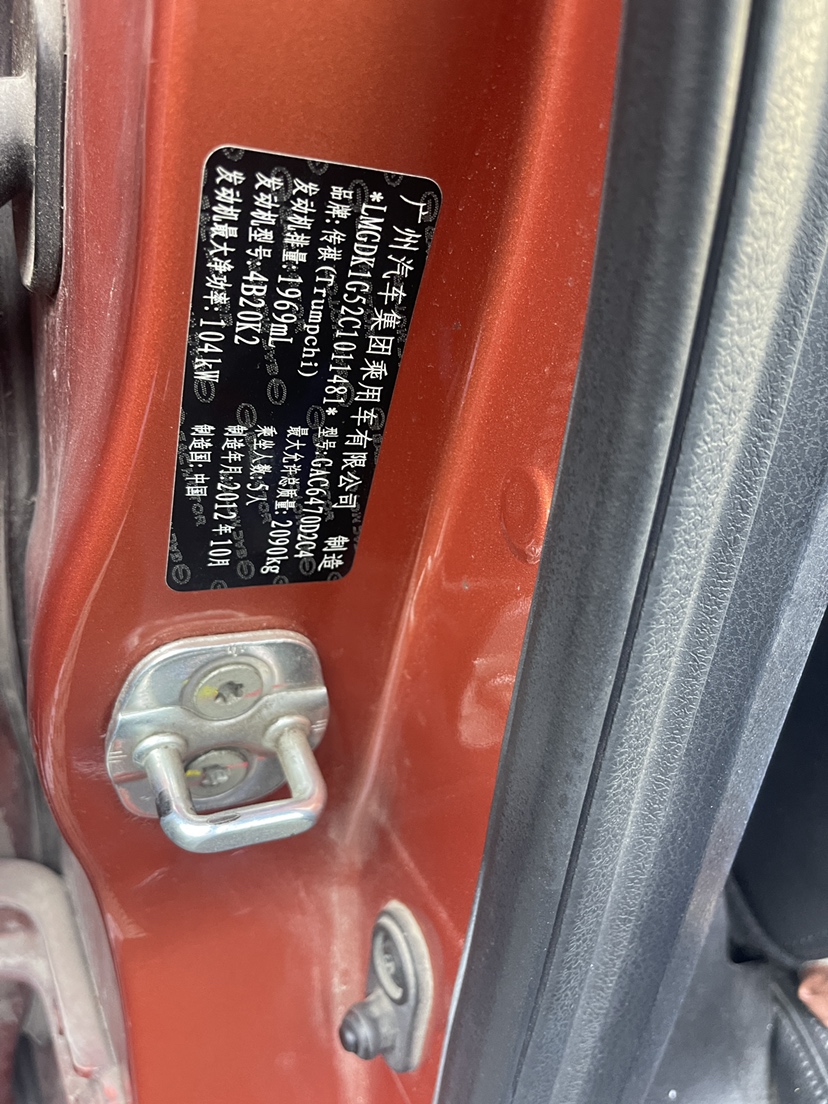 广州汽车集团乘用车有限公司 制造
*LMGDK1G52C1011481*
品牌:传祺(Trumpchi) 型号:GAC6470D2C4
发动机排量:1969mL 最大允许总质量:2090kg
发动机型号:4B20K2 乘坐人数:5人
发动机最大净功率:104kW 制造年月:2012年10月
制造国:中国